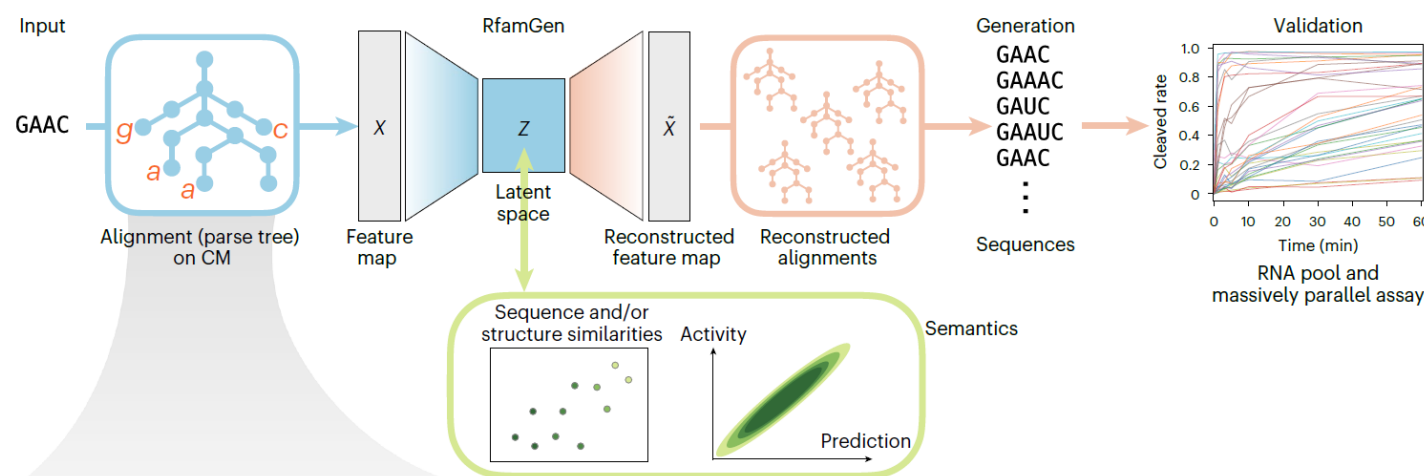 Input
RfamGen
Generation
Validation
GAAC
g
a
a
c
X
Z
X̃
GAAC
GAAAC
GAUC
GAAUC
GAAC
Sequences
Alignment (parse tree)
on CM
Feature
map
Latent
space
Reconstructed
feature map
Reconstructed
alignments
Cleaved rate
1.0
0.8
0.6
0.4
0.2
0
0 10 20 30 40 50 60
Time (min)
RNA pool and
massively parallel assay
Sequence and/or
structure similarities
Activity
Prediction
Semantics